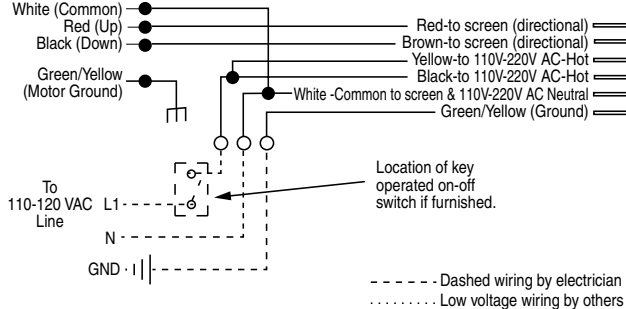 White (Common)
Red (Up)
Black (Down)
Green/Yellow
(Motor Ground)
Red-to screen (directional)
Brown-to screen (directional)
Yellow-to 110V-220V AC-Hot
Black-to 110V-220V AC-Hot
White -Common to screen & 110V-220V AC Neutral
Green/Yellow (Ground)
Location of key
operated on-off
switch if furnished.
To
110-120 VAC
Line
L1
N
GND
Dashed wiring by electrician
Low voltage wiring by others